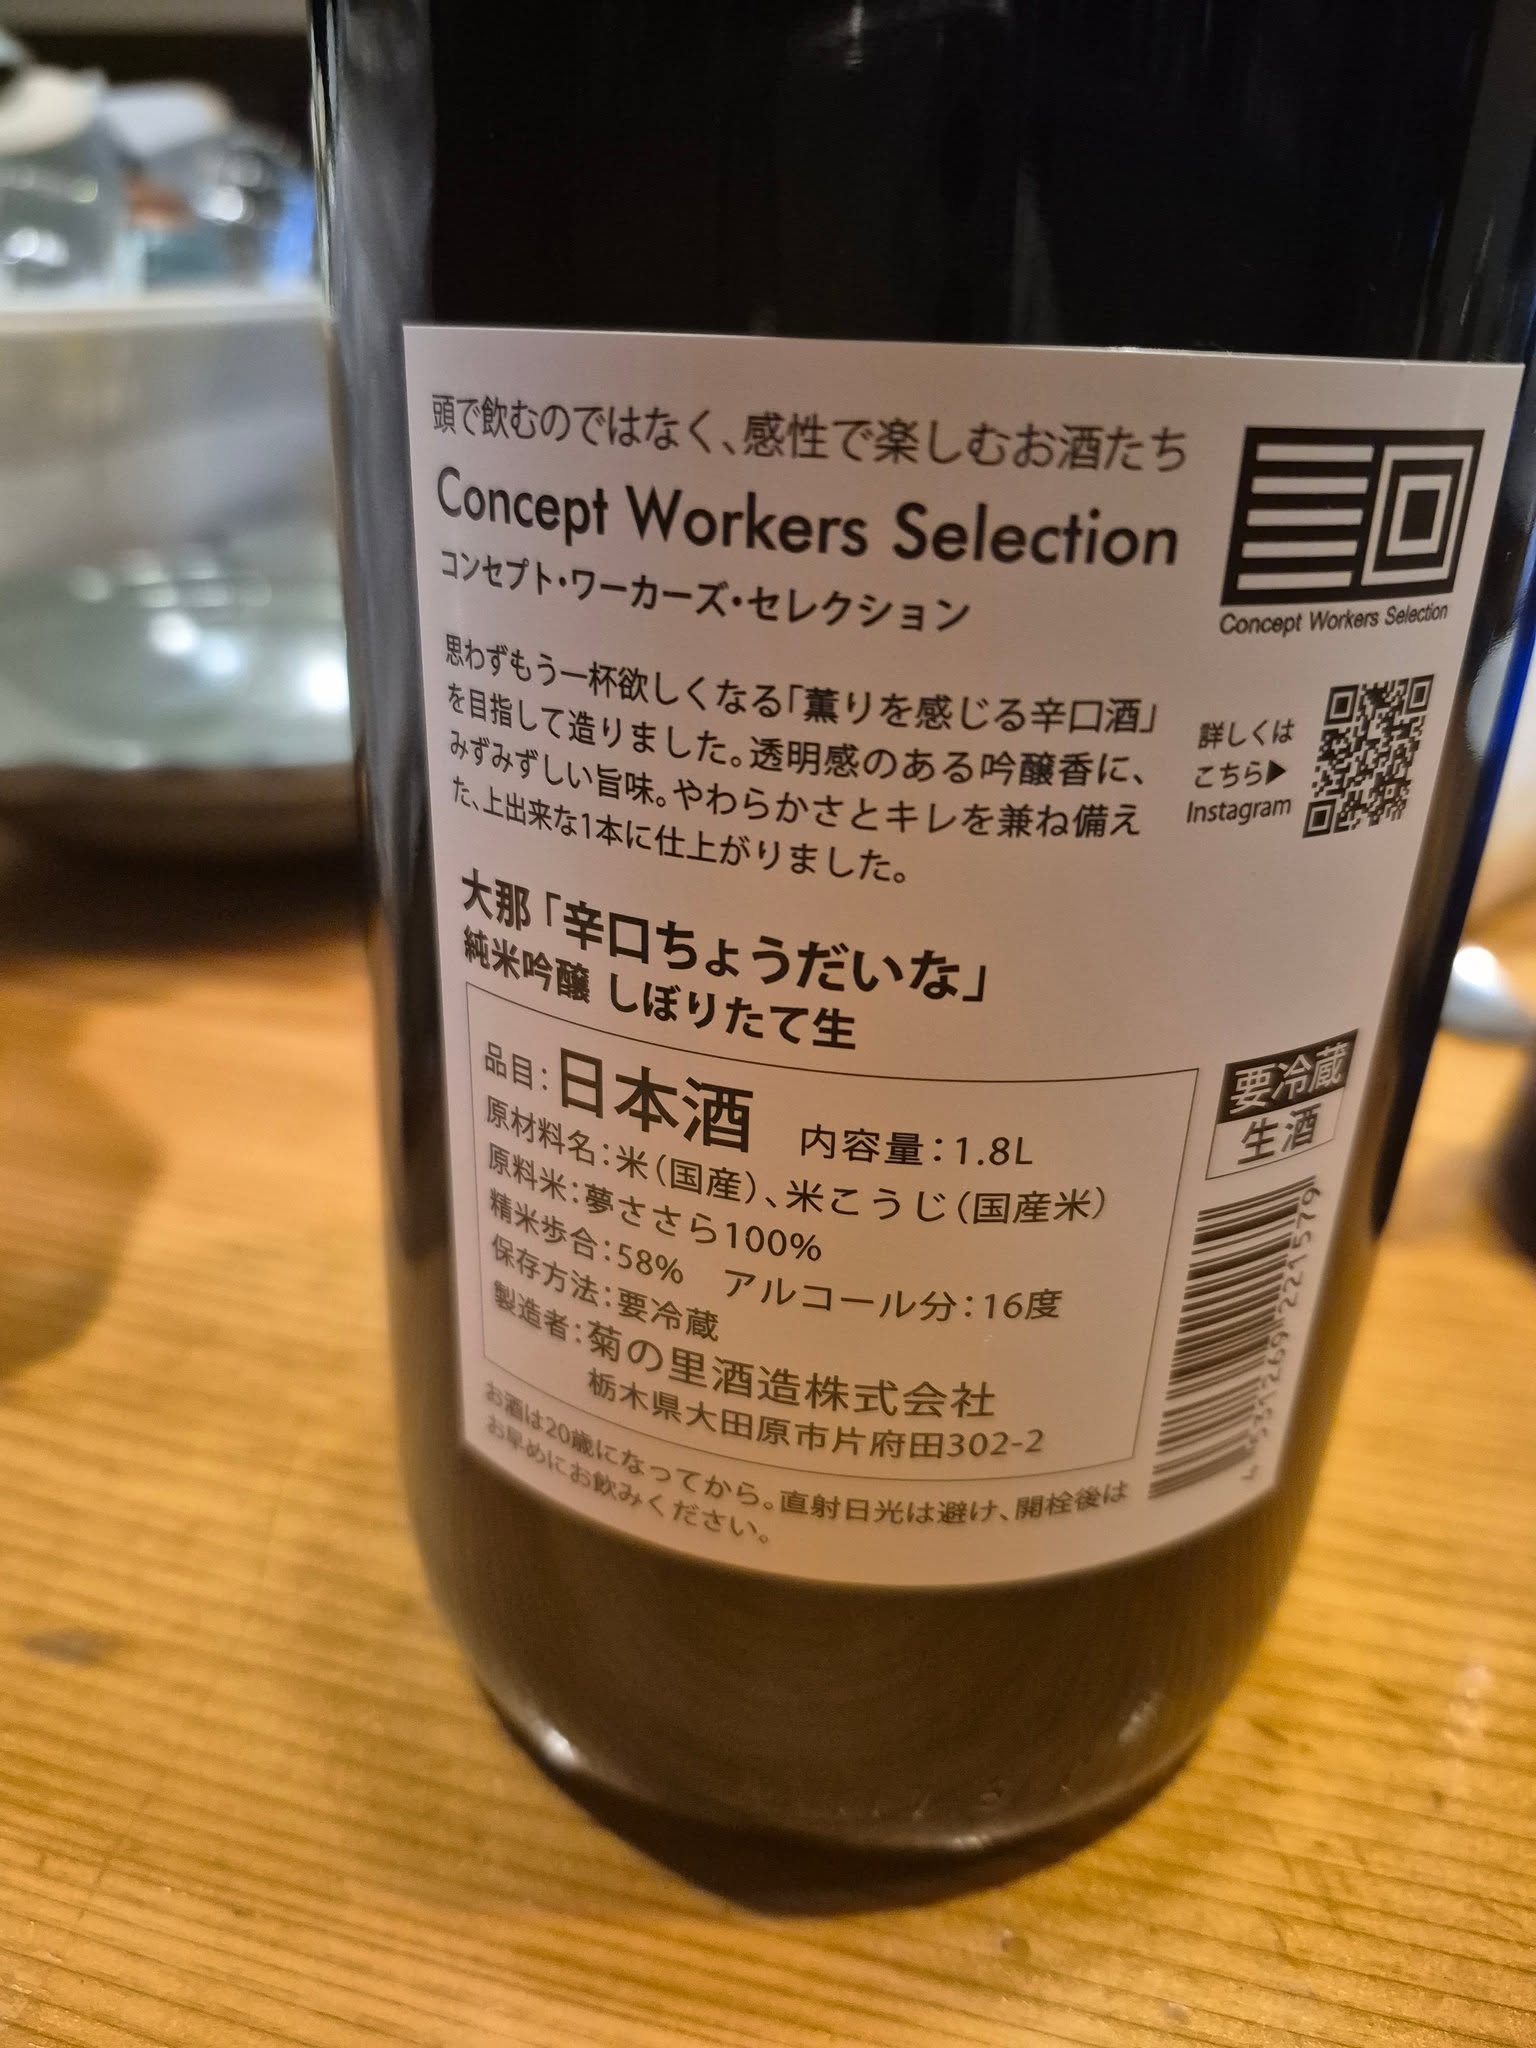 頭で飲むのではなく、感性で楽しむお酒たち
Concept Workers Selection
コンセプト・ワーカーズ・セレクション
Concept Workers Selection
思わずもう一杯欲しくなる「薫りを感じる辛口酒」
を目指して造りました。透明感のある吟醸香に、
みずみずしい旨味。やわらかさとキレを兼ね備え
た、上出来な1本に仕上がりました。
詳しくは
こちら▶
Instagram
大那「辛口ちょうだいな」
純米吟醸 しぼりたて生
品目：日本酒 内容量：1.8L
原材料名：米（国産）、米こうじ（国産米）
原料米：夢ささら100%
精米歩合：58% アルコール分：16度
保存方法：要冷蔵
製造者：菊の里酒造株式会社
栃木県大田原市片府田302-2
要冷蔵
生酒
お酒は20歳になってから。直射日光は避け、開栓後は
お早めにお飲みください。